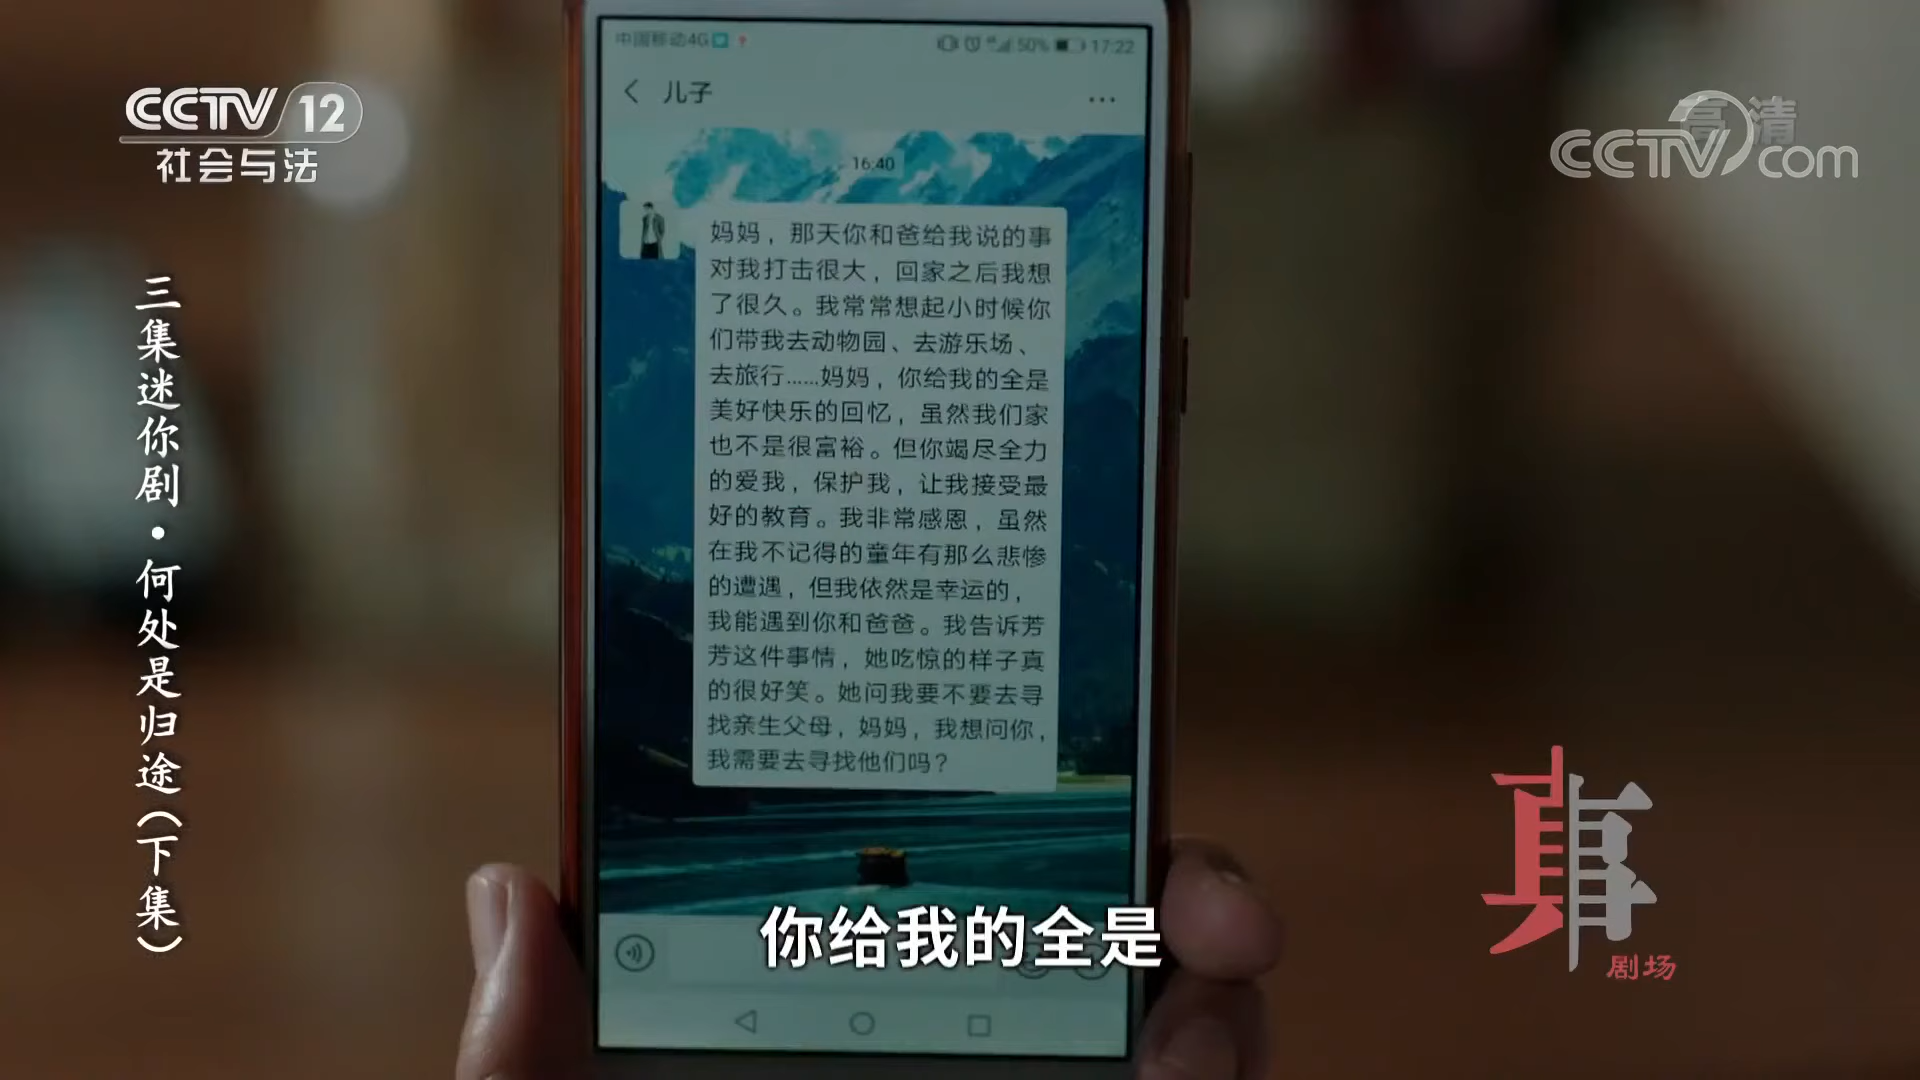 中国移动4G
50%
17:22
CCTV 12
社会与法
高清
CCTV.com
儿子
16:40
三集迷你剧·何处是归途(下集)
妈妈，那天你和爸给我说的事
对我打击很大，回家之后我想
了很久。我常常想起小时候你
们带我去动物园、去游乐场、
去旅行……妈妈，你给我的全是
美好快乐的回忆，虽然我们家
也不是很富裕。但你竭尽全力
的爱我，保护我，让我接受最
好的教育。我非常感恩，虽然
在我不记得的童年有那么悲惨
的遭遇，但我依然是幸运的，
我能遇到你和爸爸。我告诉芳
芳这件事情，她吃惊的样子真
的很好笑。她问我要不要去寻
找亲生父母，妈妈，我想问你，
我需要去寻找他们吗？
剧场
你给我的全是